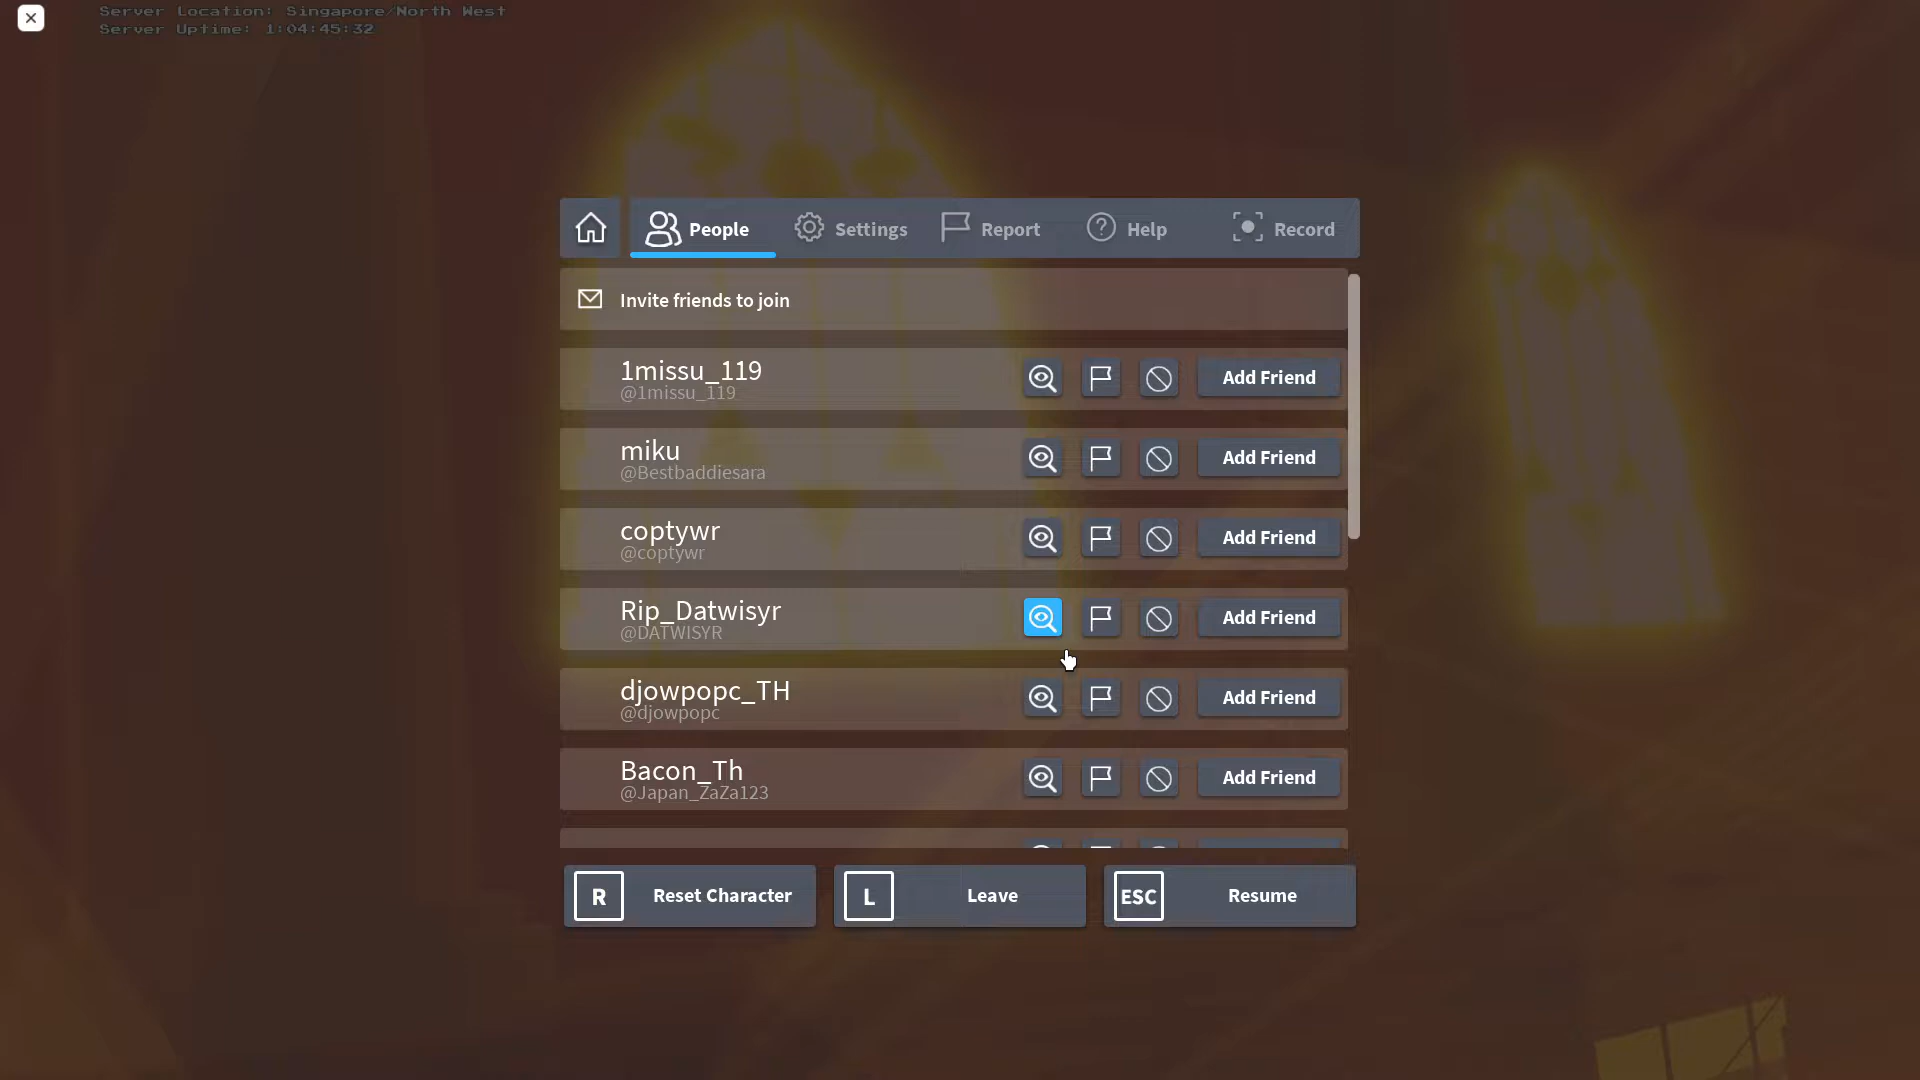 Server Location: Singapore/North West
Server Uptime: 1:04:45:32
People
Settings
Report
Help
Record
Invite friends to join
1missu_119
@1missu_119
Add Friend
miku
@Bestbaddiesara
Add Friend
coptywr
@coptywr
Add Friend
Rip_Datwisyr
@DATWISYR
Add Friend
djowpopc_TH
@djowpopc
Add Friend
Bacon_Th
@Japan_ZaZa123
Add Friend
R Reset Character
L Leave
ESC Resume